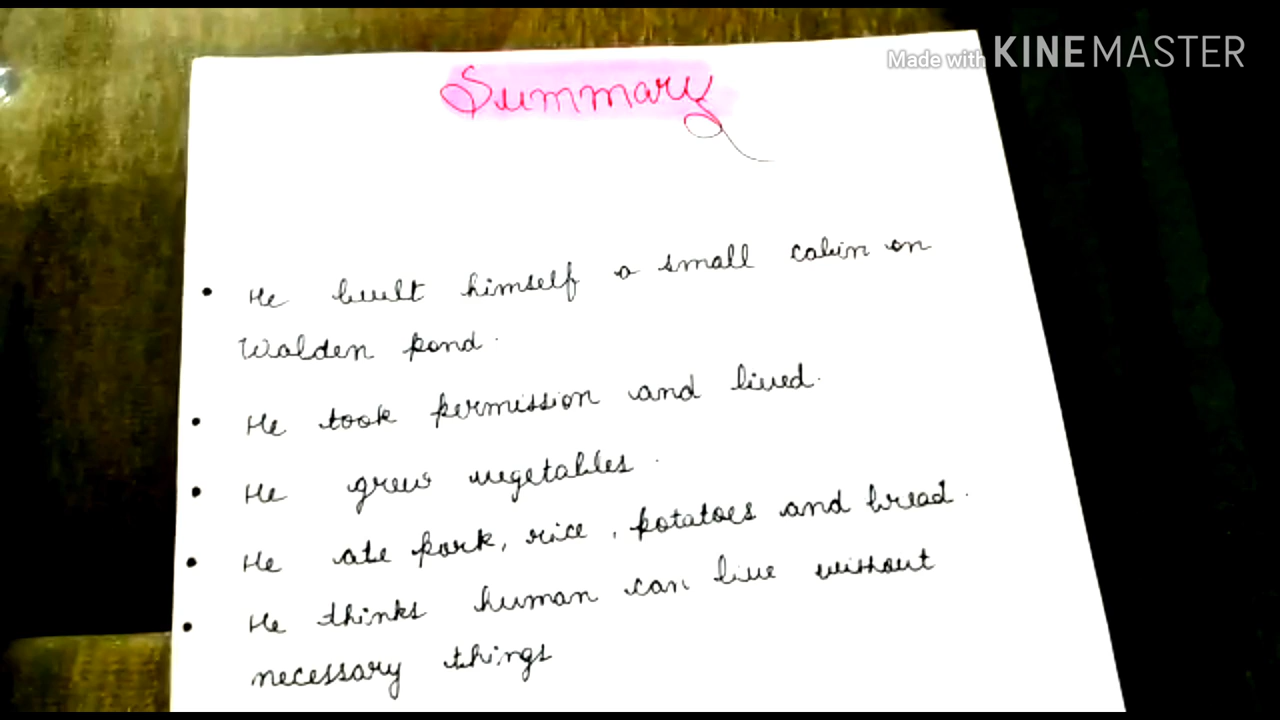 Made with KINEMASTER
Summary
• He built himself a small cabin on
Walden pond.
• He took permission and lived.
• He grew vegetables.
• He ate pork, rice, potatoes and bread.
• He thinks human can live without
necessary things